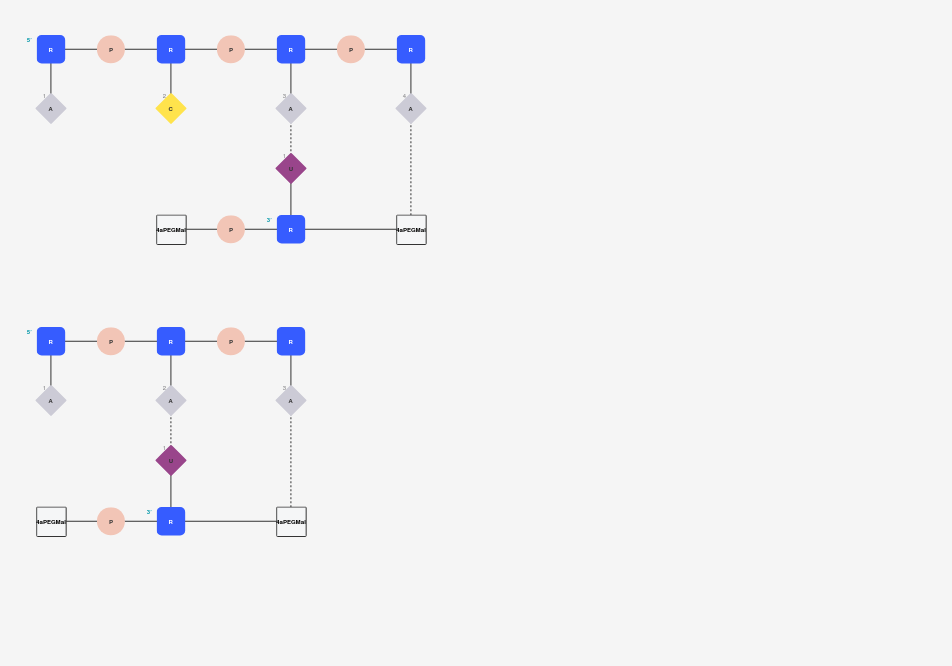 5' R P R P R P R
1 A 2 C 3 A 4 A
1 U
4aPEGMal P 3' R 4aPEGMal
5' R P R P R
1 A 2 A 3 A
1 U
4aPEGMal P 3' R 4aPEGMal